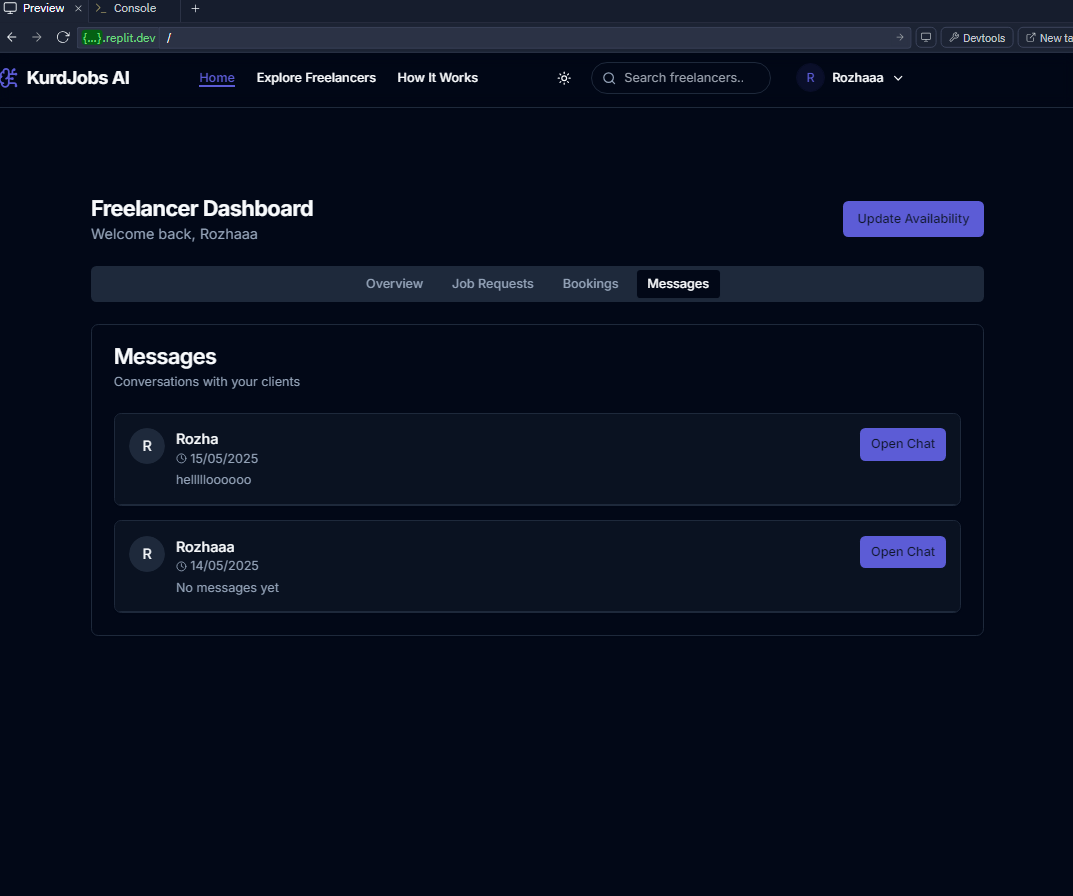 Preview × >_ Console +
{...}.replit.dev / Devtools New ta
KurdJobs AI Home Explore Freelancers How It Works Search freelancers.. R Rozhaaa
Freelancer Dashboard
Welcome back, Rozhaaa
Update Availability
Overview Job Requests Bookings Messages
Messages
Conversations with your clients
R
Rozha
15/05/2025
hellllloooooo
Open Chat
R
Rozhaaa
14/05/2025
No messages yet
Open Chat